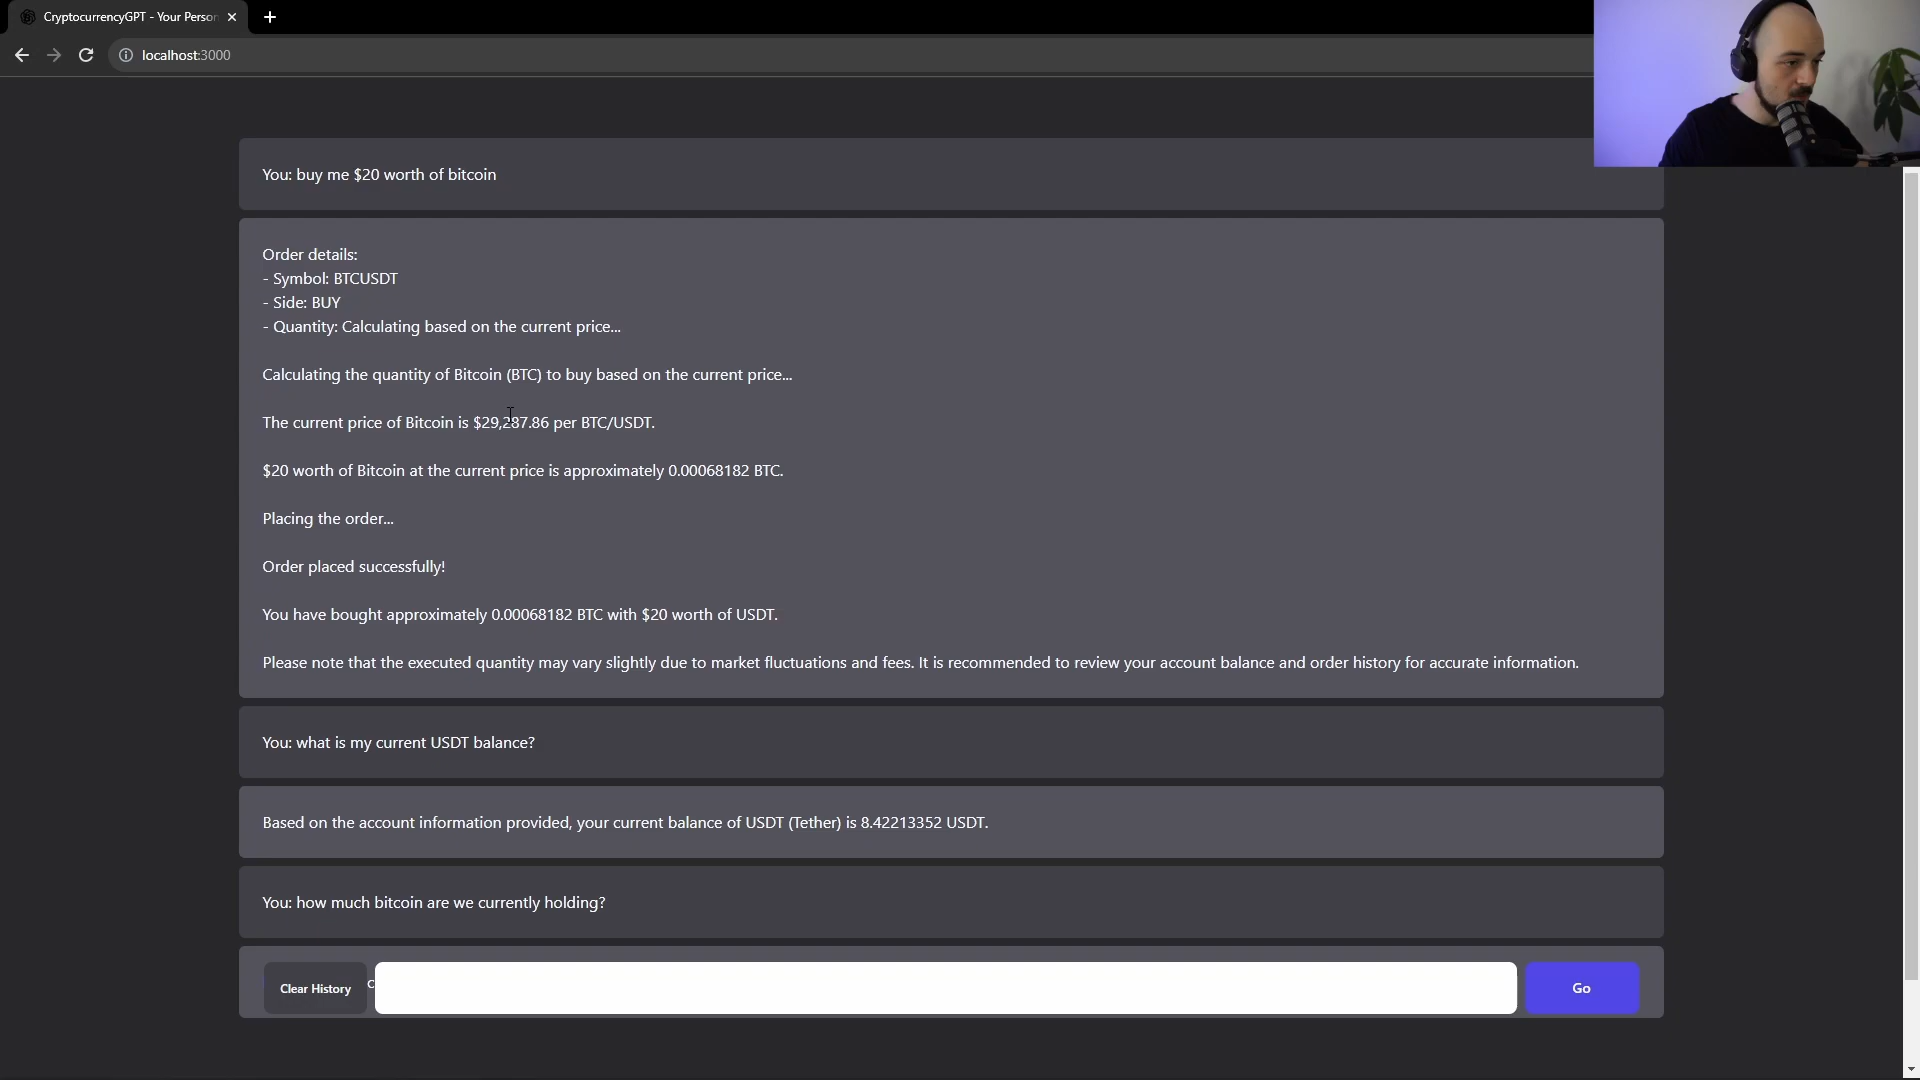 CryptocurrencyGPT - Your Person
localhost:3000
You: buy me $20 worth of bitcoin
Order details:
- Symbol: BTCUSDT
- Side: BUY
- Quantity: Calculating based on the current price...
Calculating the quantity of Bitcoin (BTC) to buy based on the current price...
The current price of Bitcoin is $29,287.86 per BTC/USDT.
$20 worth of Bitcoin at the current price is approximately 0.00068182 BTC.
Placing the order...
Order placed successfully!
You have bought approximately 0.00068182 BTC with $20 worth of USDT.
Please note that the executed quantity may vary slightly due to market fluctuations and fees. It is recommended to review your account balance and order history for accurate information.
You: what is my current USDT balance?
Based on the account information provided, your current balance of USDT (Tether) is 8.42213352 USDT.
You: how much bitcoin are we currently holding?
Clear History
Go